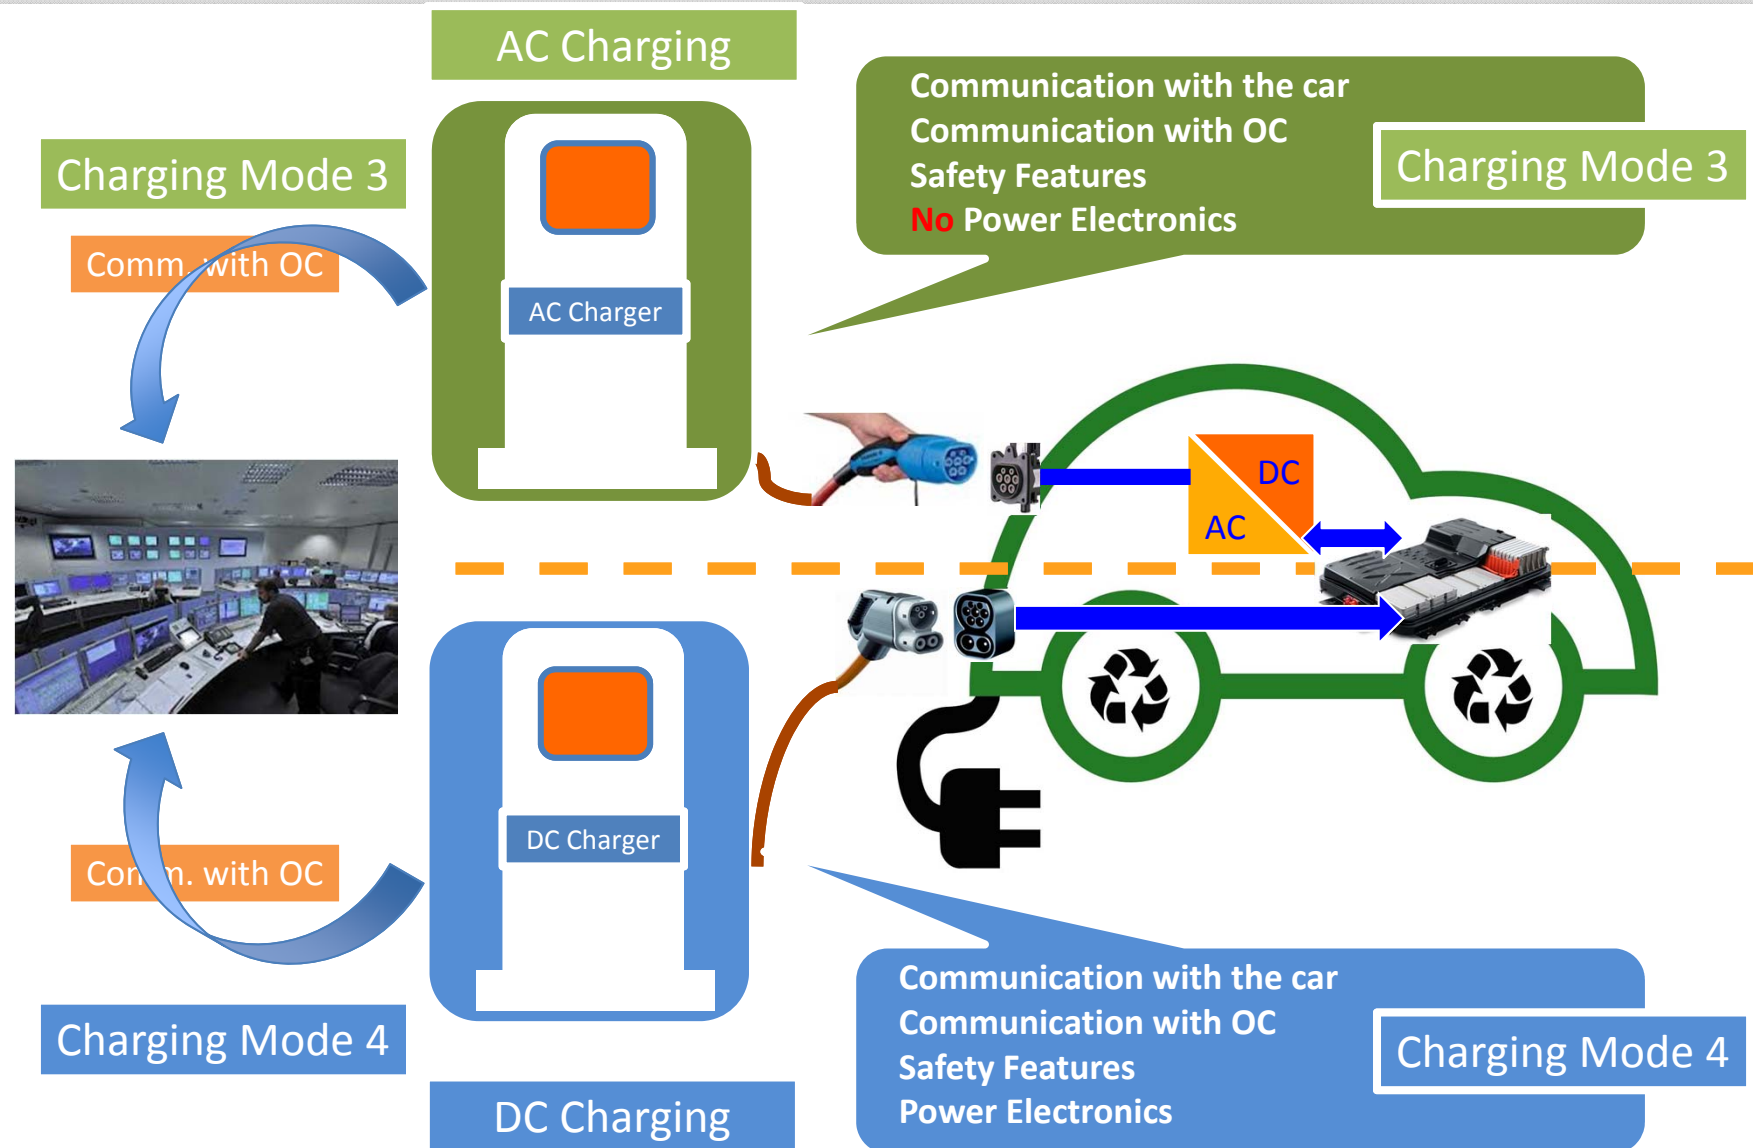 AC Charging
Communication with the car
Communication with OC
Safety Features
No Power Electronics
Charging Mode 3
Charging Mode 3
Comm. with OC
AC Charger
DC
AC
DC Charger
Comm. with OC
Charging Mode 4
DC Charging
Communication with the car
Communication with OC
Safety Features
Power Electronics
Charging Mode 4